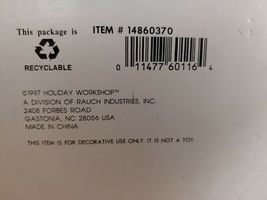 This package is
RECYCLABLE
ITEM # 14860370
0 11477 60116 4
©1997 HOLIDAY WORKSHOP™
A DIVISION OF RAUCH INDUSTRIES, INC.
2408 FORBES ROAD
GASTONIA, NC 28056 USA
MADE IN CHINA
THIS ITEM IS FOR DECORATIVE USE ONLY. IT IS NOT A TOY.